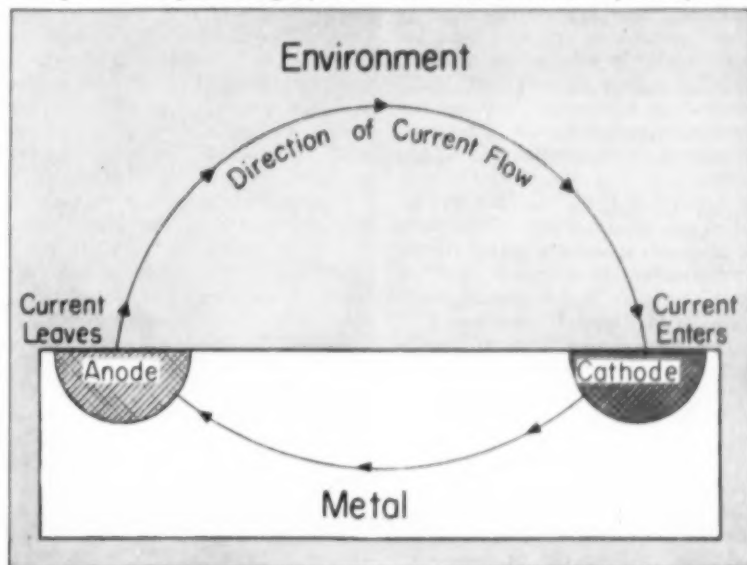 Environment
Direction of Current Flow
Current
Leaves
Current
Enters
Anode
Cathode
Metal